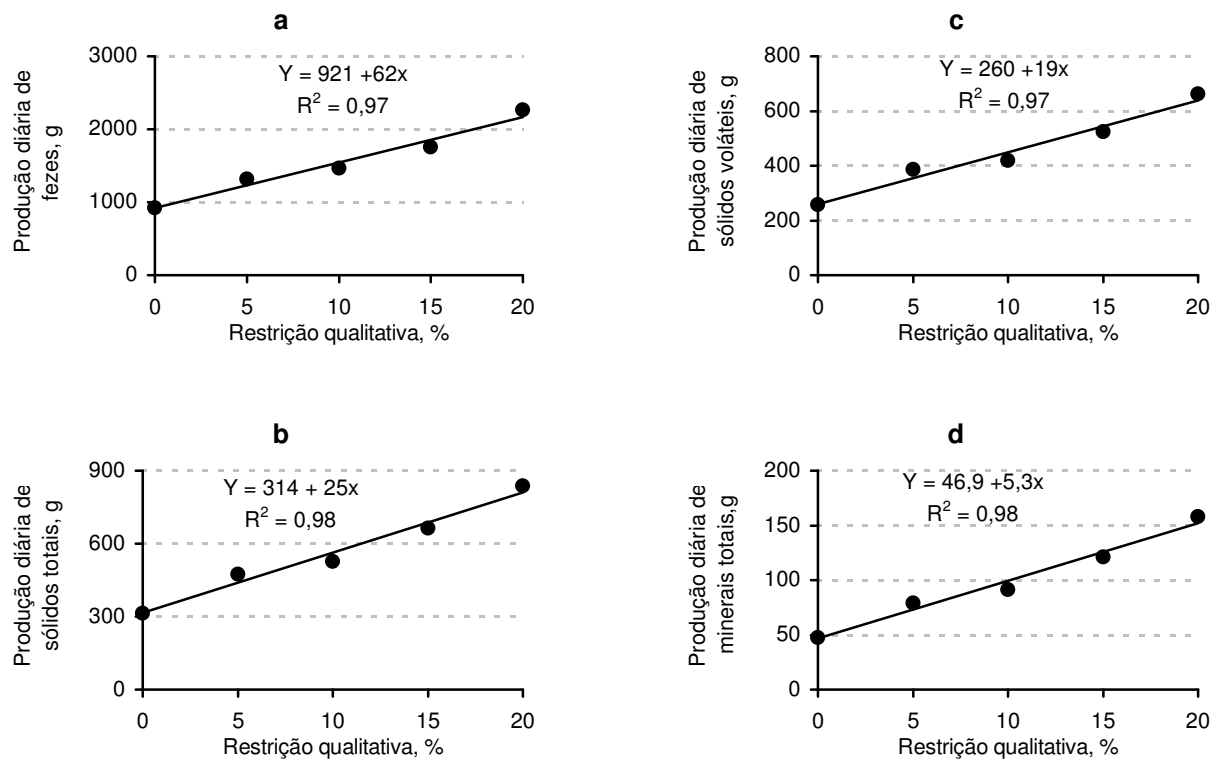 a
Produção diária de
fezes, g
3000
2000
1000
0
Y = 921 +62x
R² = 0,97
0 5 10 15 20
Restrição qualitativa, %
c
Produção diária de
sólidos voláteis, g
800
600
400
200
0
Y = 260 +19x
R² = 0,97
0 5 10 15 20
Restrição qualitativa, %
b
Produção diária de
sólidos totais, g
900
600
300
0
Y = 314 + 25x
R² = 0,98
0 5 10 15 20
Restrição qualitativa, %
d
Produção diária de
minerais totais,g
200
150
100
50
0
Y = 46,9 +5,3x
R² = 0,98
0 5 10 15 20
Restrição qualitativa, %